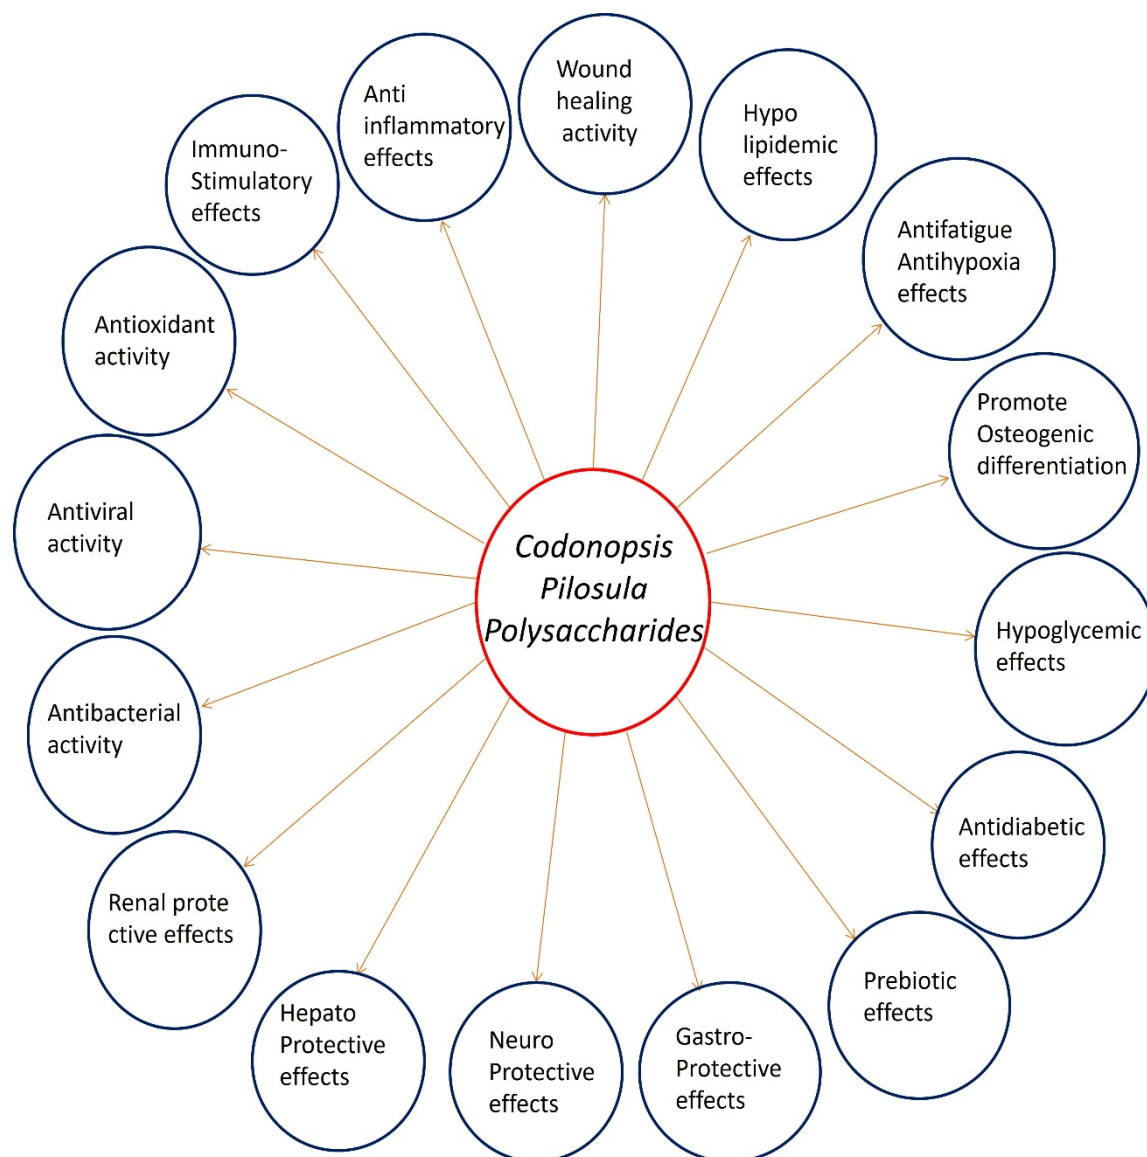 Wound
healing
activity
Hypo
lipidemic
effects
Antifatigue
Antihypoxia
effects
Promote
Osteogenic
differentiation
Hypoglycemic
effects
Antidiabetic
effects
Prebiotic
effects
Gastro-
Protective
effects
Neuro
Protective
effects
Hepato
Protective
effects
Renal prote
ctive effects
Antibacterial
activity
Antiviral
activity
Antioxidant
activity
Immuno-
Stimulatory
effects
Anti
inflammatory
effects
Codonopsis
Pilosula
Polysaccharides